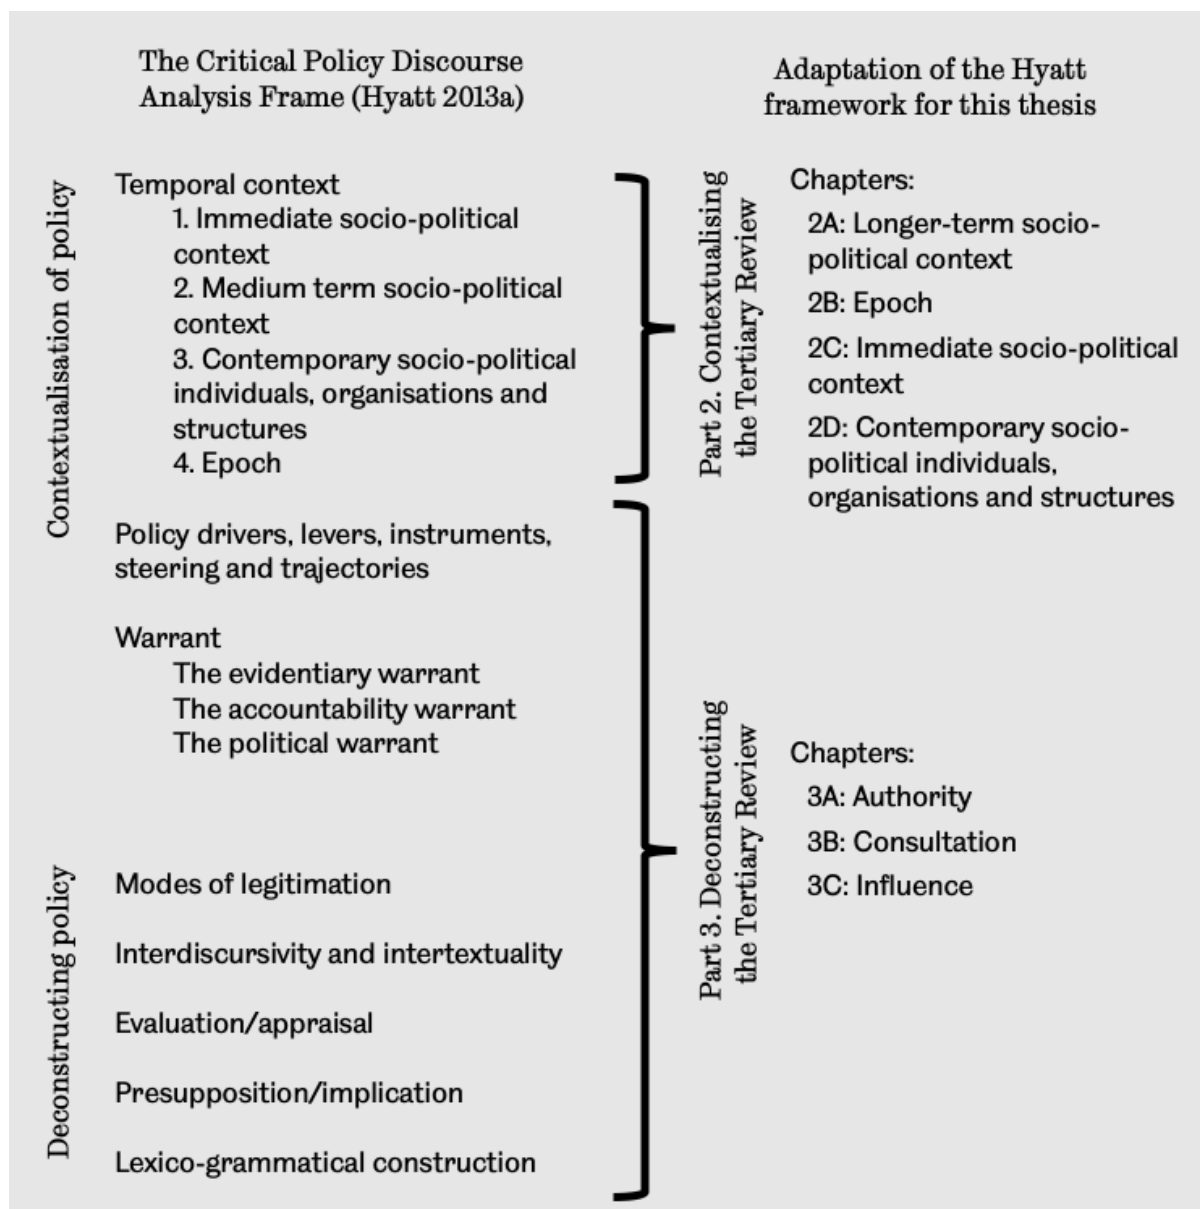 The Critical Policy Discourse
Analysis Frame (Hyatt 2013a)
Contextualisation of policy
Temporal context
1. Immediate socio-political
context
2. Medium term socio-political
context
3. Contemporary socio-political
individuals, organisations and
structures
4. Epoch
Policy drivers, levers, instruments,
steering and trajectories
Warrant
The evidentiary warrant
The accountability warrant
The political warrant
Deconstructing policy
Modes of legitimation
Interdiscursivity and intertextuality
Evaluation/appraisal
Presupposition/implication
Lexico-grammatical construction
Adaptation of the Hyatt
framework for this thesis
Part 2. Contextualising
the Tertiary Review
Chapters:
2A: Longer-term socio-
political context
2B: Epoch
2C: Immediate socio-political
context
2D: Contemporary socio-
political individuals,
organisations and structures
Part 3. Deconstructing
the Tertiary Review
Chapters:
3A: Authority
3B: Consultation
3C: Influence